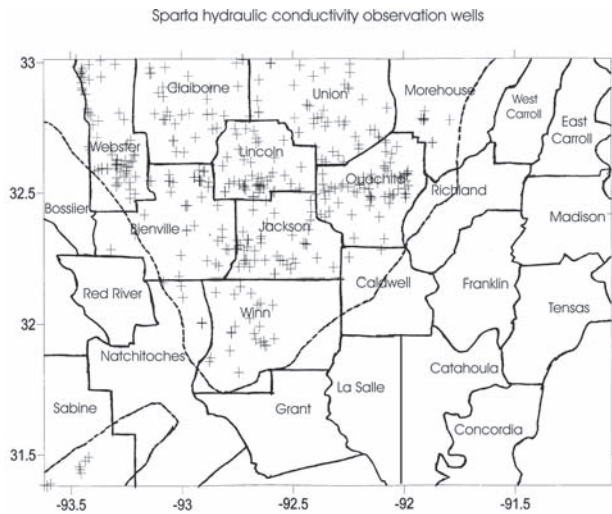 Sparta hydraulic conductivity observation wells
33
Claiborne
Union
Morehouse
West
Carroll
East
Carroll
Webster
Lincoln
Ouachita
32.5
Richland
Bossiier
Bienville
Jackson
Madison
Red River
Caldwell
Franklin
Tensas
Winn
32
Natchitoches
La Salle
Catahoula
Sabine
Grant
Concordia
31.5
-93.5
-93
-92.5
-92
-91.5